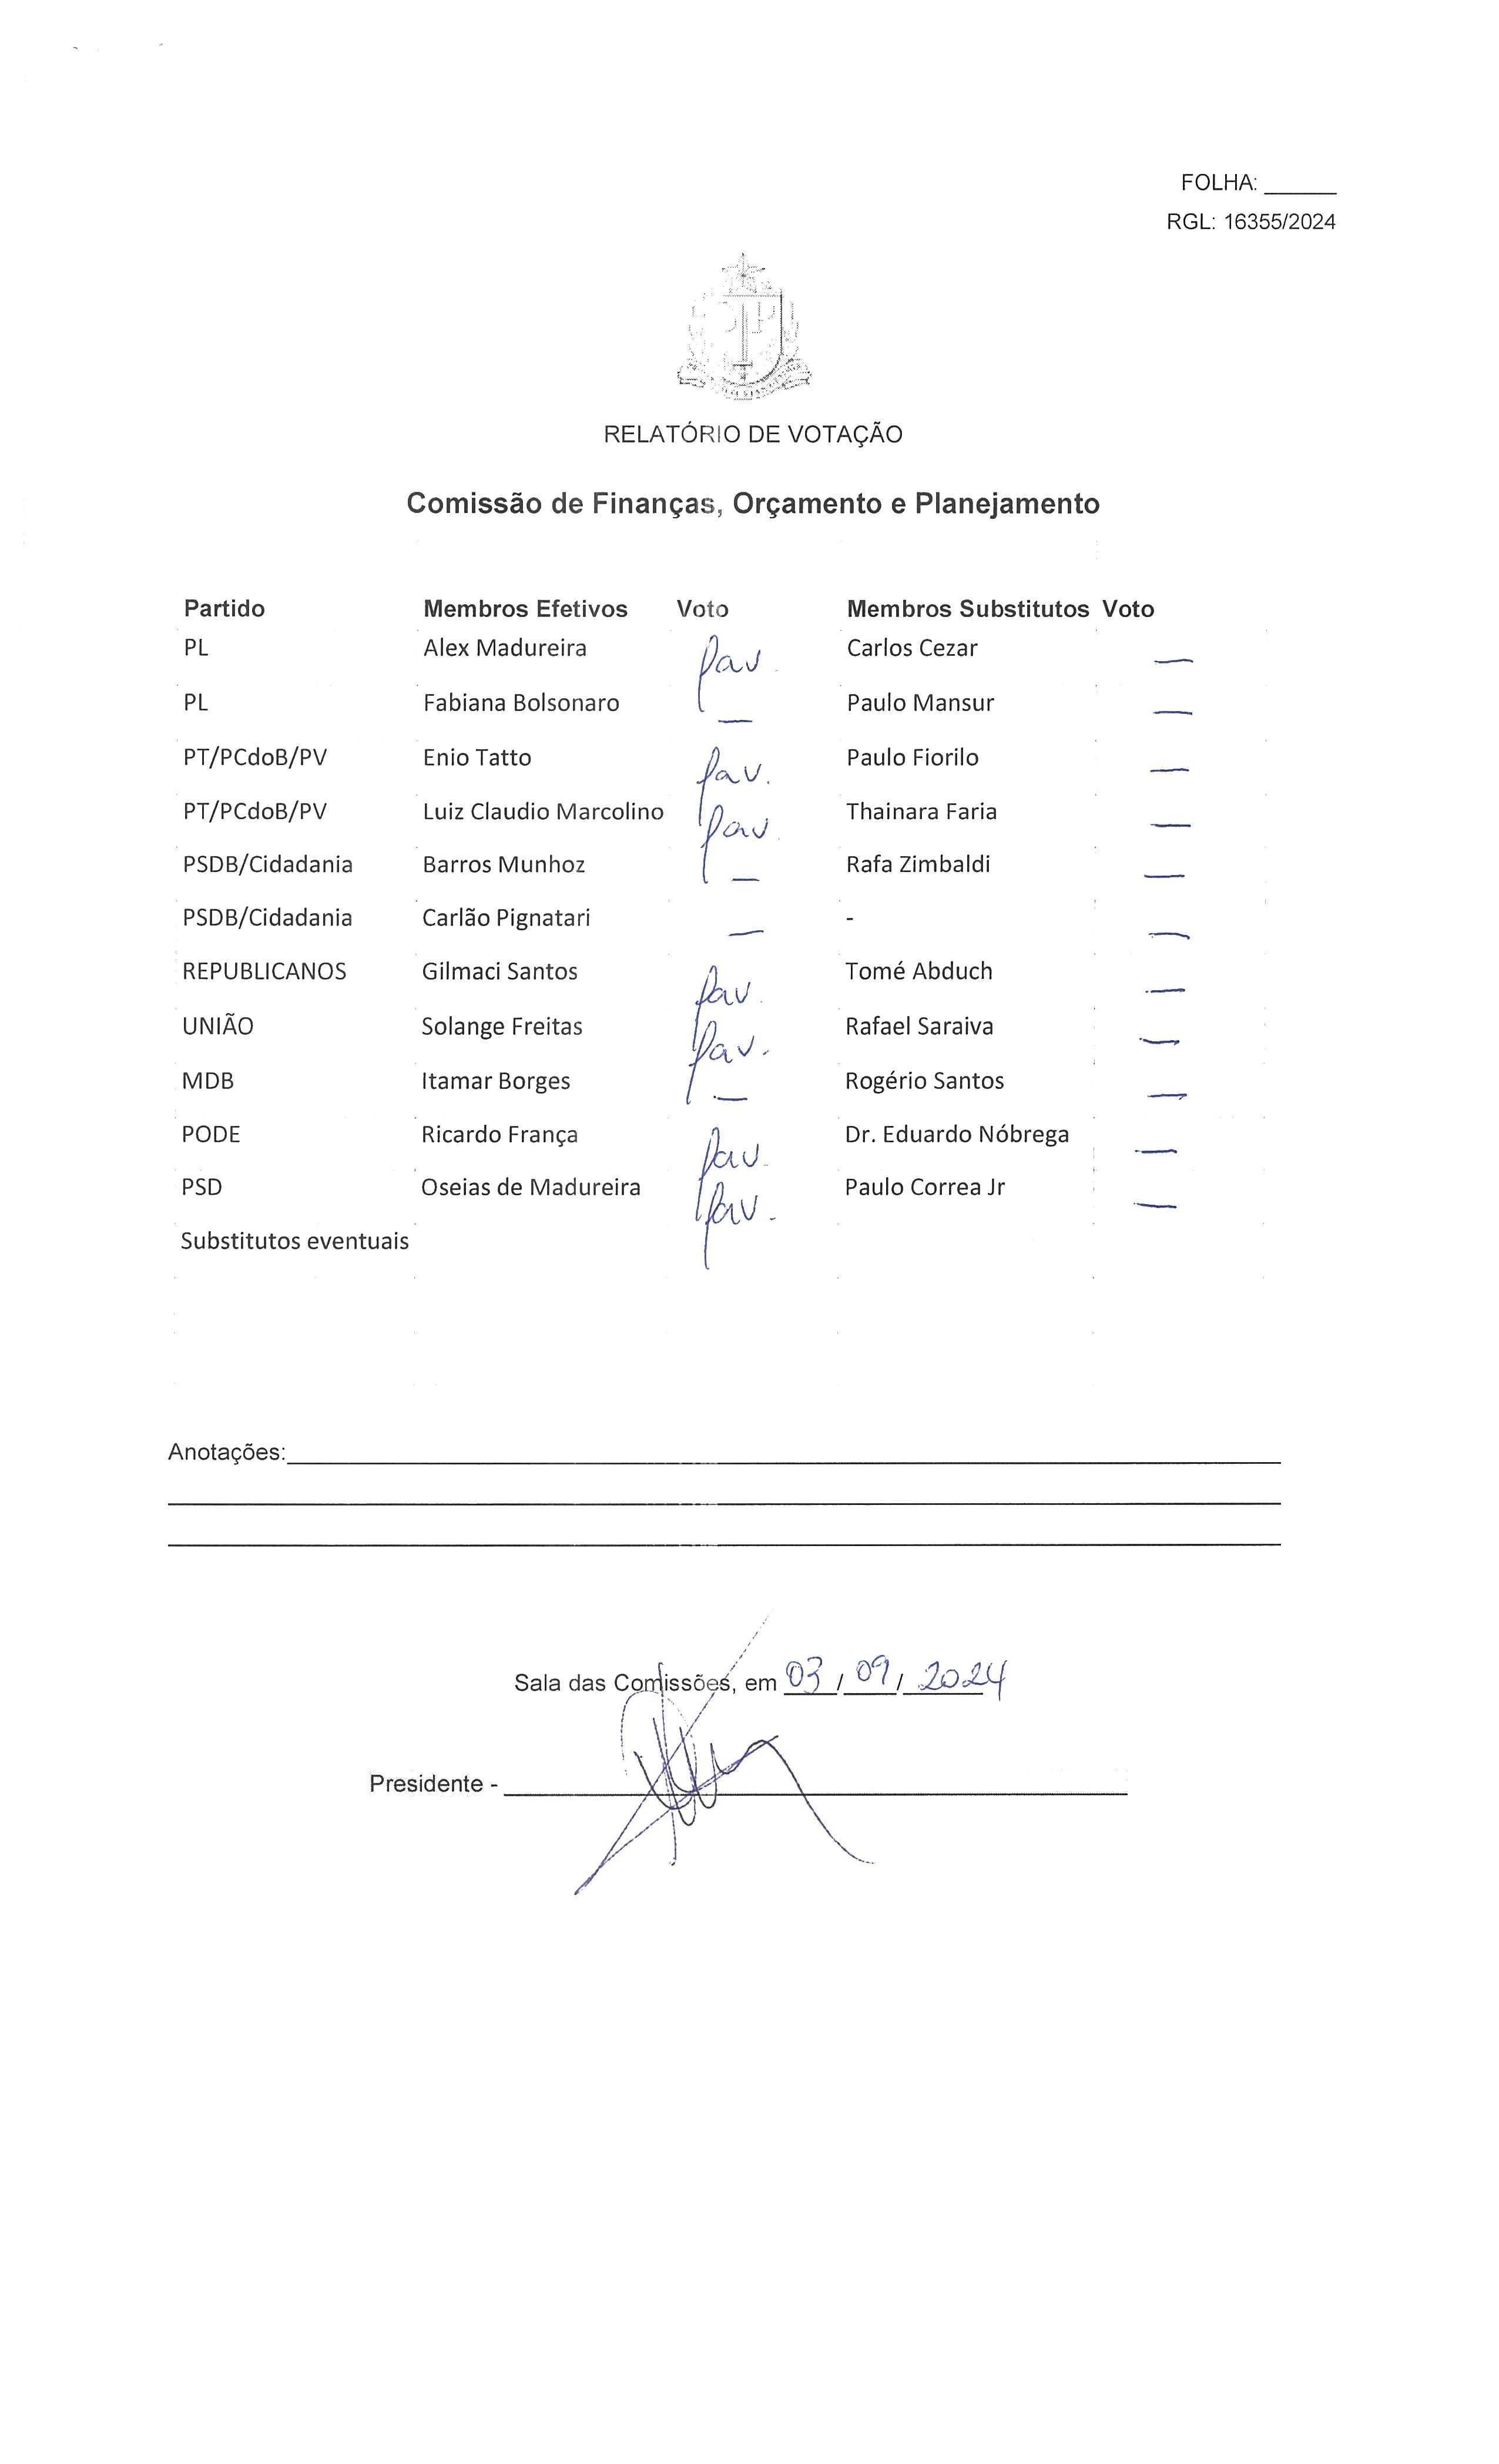 FOLHA: ______
RGL: 16355/2024
RELATÓRIO DE VOTAÇÃO
Comissão de Finanças, Orçamento e Planejamento
Partido Membros Efetivos Voto Membros Substitutos Voto
PL Alex Madureira fav. Carlos Cezar —
PL Fabiana Bolsonaro — Paulo Mansur —
PT/PCdoB/PV Enio Tatto fav. Paulo Fiorilo —
PT/PCdoB/PV Luiz Claudio Marcolino fav. Thainara Faria —
PSDB/Cidadania Barros Munhoz — Rafa Zimbaldi —
PSDB/Cidadania Carlão Pignatari — - —
REPUBLICANOS Gilmaci Santos fav. Tomé Abduch —
UNIÃO Solange Freitas fav. Rafael Saraiva —
MDB Itamar Borges — Rogério Santos —
PODE Ricardo França fav. Dr. Eduardo Nóbrega —
PSD Oseias de Madureira fav. Paulo Correa Jr —
Substitutos eventuais
Anotações:
Sala das Comissões, em 03/09/2024
Presidente -